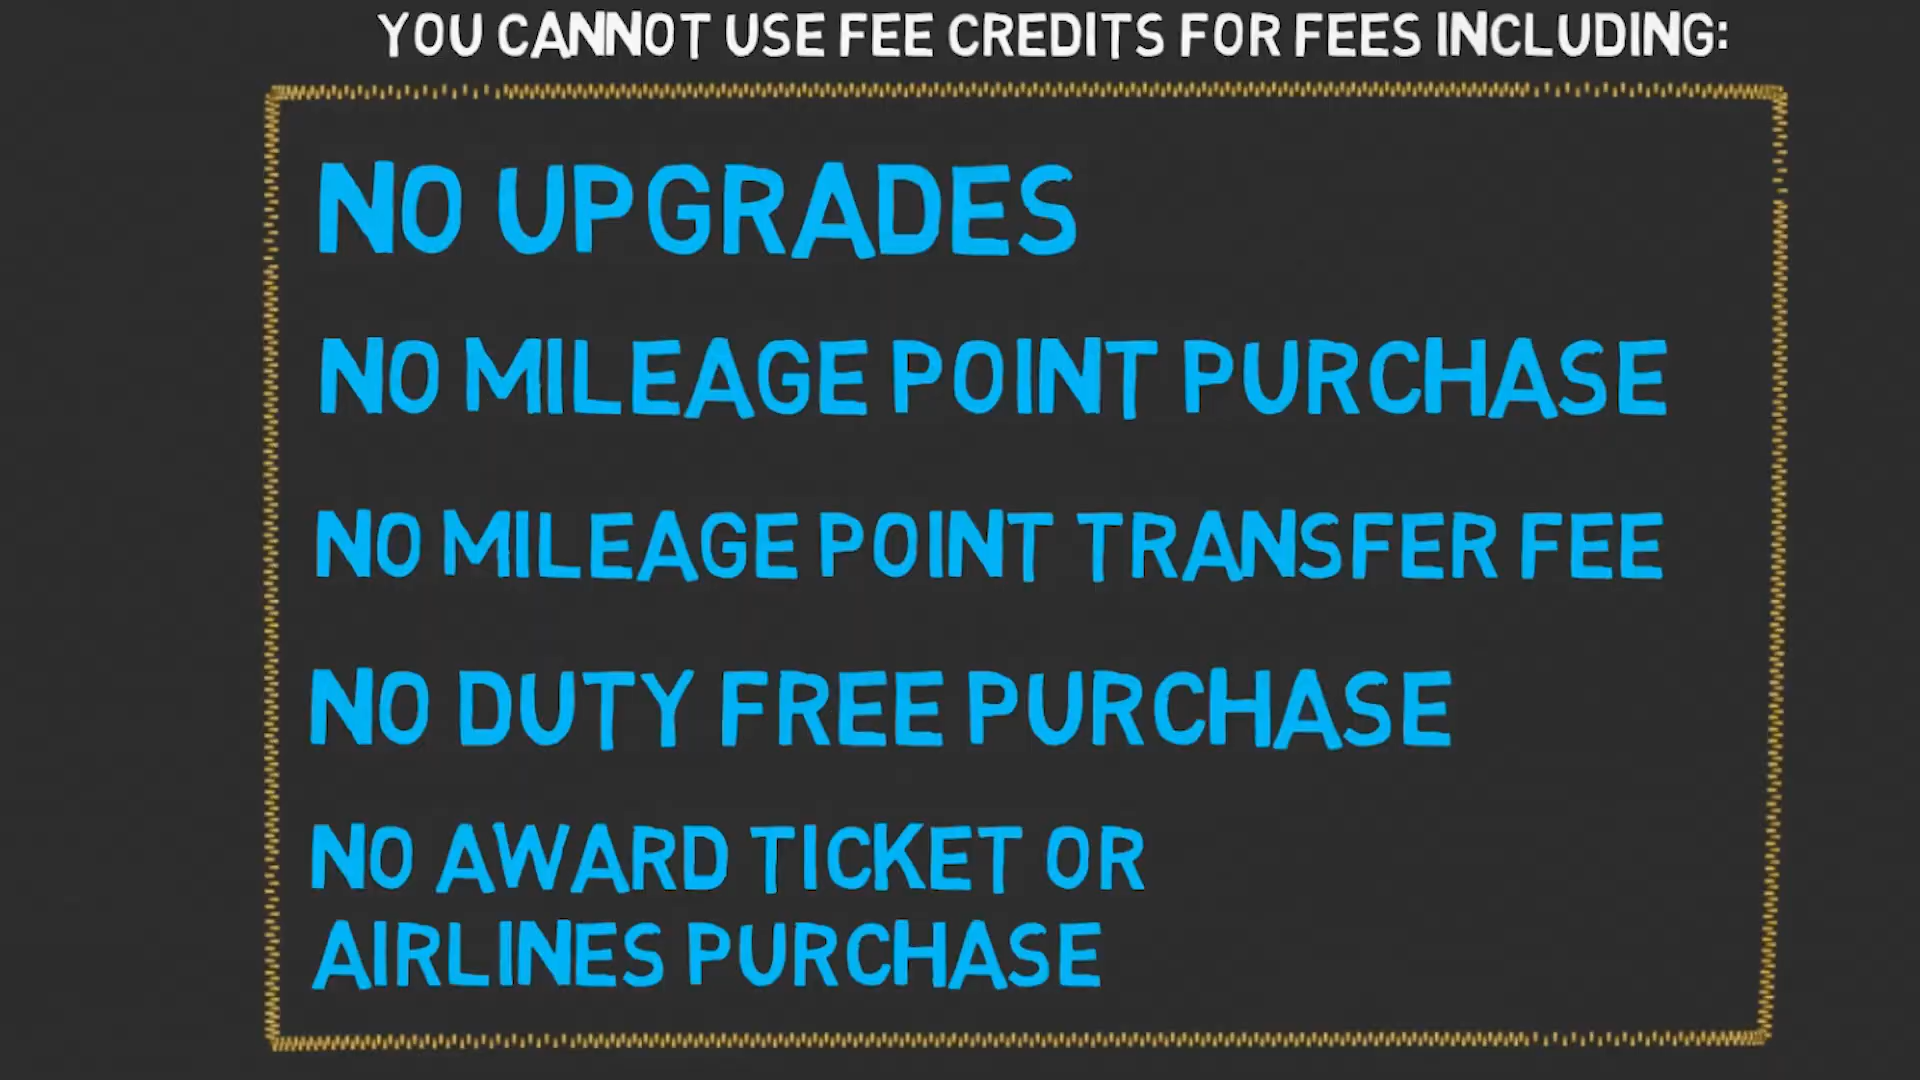 YOU CANNOT USE FEE CREDITS FOR FEES INCLUDING:
NO UPGRADES
NO MILEAGE POINT PURCHASE
NO MILEAGE POINT TRANSFER FEE
NO DUTY FREE PURCHASE
NO AWARD TICKET OR
AIRLINES PURCHASE